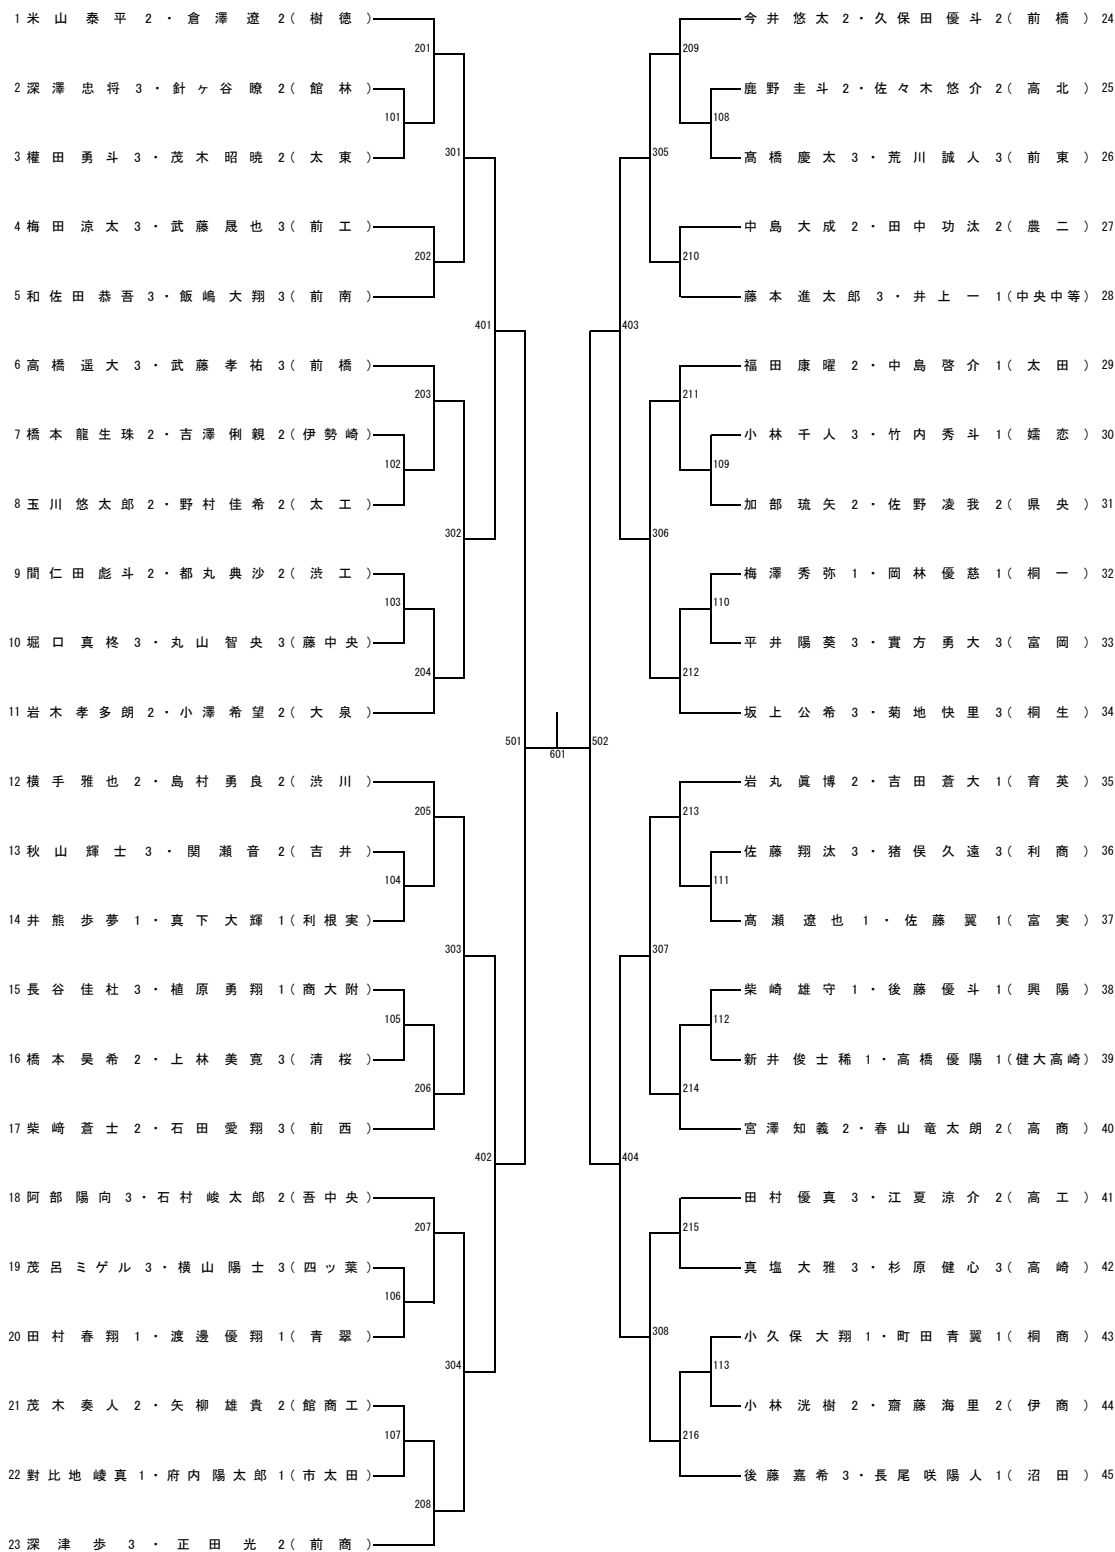 1 米山泰平 2・倉澤遼 2(樹徳)
201
2 深澤忠将 3・針ヶ谷瞭 2(館林)
101
3 權田勇斗 3・茂木昭暁 2(太東)
301
4 梅田涼太 3・武藤晟也 3(前工)
202
5 和佐田恭吾 3・飯嶋大翔 3(前南)
401
6 高橋遥大 3・武藤孝祐 3(前橋)
203
7 橋本龍生珠 2・吉澤俐親 2(伊勢崎)
102
8 玉川悠太郎 2・野村佳希 2(太工)
302
9 間仁田彪斗 2・都丸典沙 2(渋工)
103
10 堀口真柊 3・丸山智央 3(藤中央)
204
11 岩木孝多朗 2・小澤希望 2(大泉)
501
12 横手雅也 2・島村勇良 2(渋川)
205
13 秋山輝士 3・関瀬音 2(吉井)
104
14 井熊歩夢 1・真下大輝 1(利根実)
303
15 長谷佳杜 3・植原勇翔 1(商大附)
105
16 橋本昊希 2・上林美寛 3(清桜)
206
17 柴﨑蒼士 2・石田愛翔 3(前西)
402
18 阿部陽向 3・石村峻太郎 2(吾中央)
207
19 茂呂ミゲル 3・横山陽士 3(四ッ葉)
106
20 田村春翔 1・渡邊優翔 1(青翠)
304
21 茂木奏人 2・矢柳雄貴 2(館商工)
107
22 對比地崚真 1・府内陽太郎 1(市太田)
208
23 深津歩 3・正田光 2(前商)
601
今井悠太 2・久保田優斗 2(前橋) 24
209
鹿野圭斗 2・佐々木悠介 2(高北) 25
108
髙橋慶太 3・荒川誠人 3(前東) 26
305
中島大成 2・田中功汰 2(農二) 27
210
藤本進太郎 3・井上一 1(中央中等) 28
403
福田康曜 2・中島啓介 1(太田) 29
211
小林千人 3・竹内秀斗 1(嬬恋) 30
109
加部琉矢 2・佐野凌我 2(県央) 31
306
梅澤秀弥 1・岡林優慈 1(桐一) 32
110
平井陽葵 3・實方勇大 3(富岡) 33
212
坂上公希 3・菊地快里 3(桐生) 34
502
岩丸眞博 2・吉田蒼大 1(育英) 35
213
佐藤翔汰 3・猪俣久遠 3(利商) 36
111
髙瀬遼也 1・佐藤翼 1(富実) 37
307
柴崎雄守 1・後藤優斗 1(興陽) 38
112
新井俊士稀 1・高橋優陽 1(健大高崎) 39
214
宮澤知義 2・春山竜太朗 2(高商) 40
404
田村優真 3・江夏涼介 2(高工) 41
215
真塩大雅 3・杉原健心 3(高崎) 42
308
小久保大翔 1・町田青翼 1(桐商) 43
113
小林洸樹 2・齋藤海里 2(伊商) 44
216
後藤嘉希 3・長尾咲陽人 1(沼田) 45